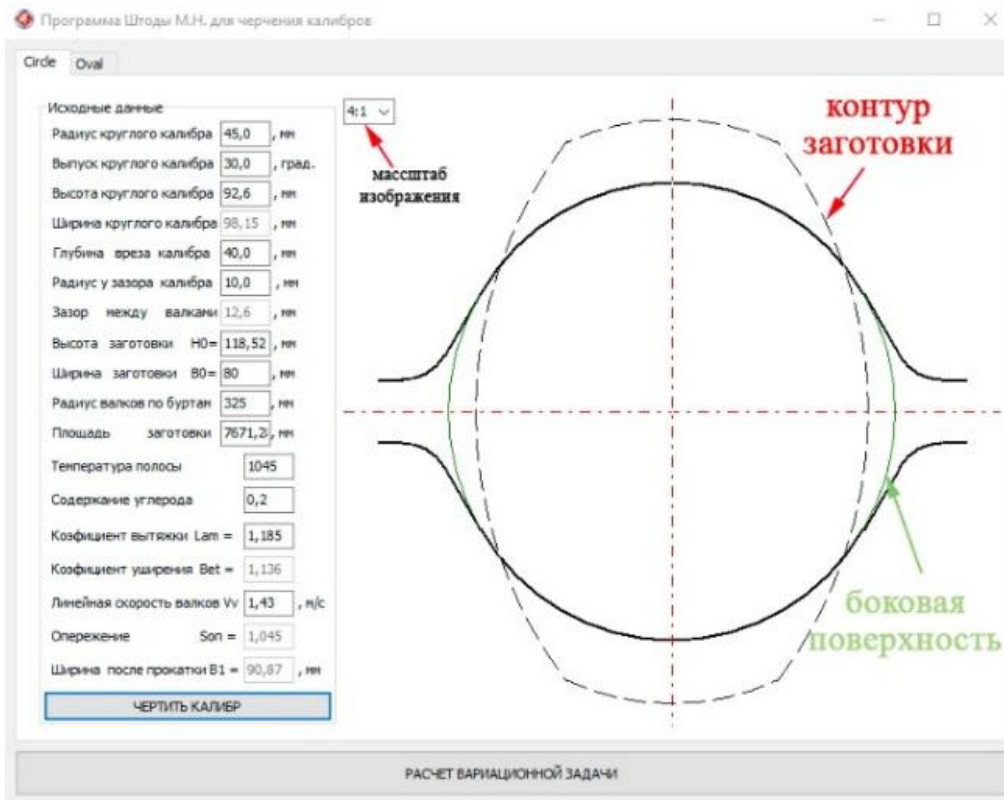 Программа Штоды М.Н. для черчения калибров
Circle Oval
Исходные данные
Радиус круглого калибра 45,0 , мм
Выпуск круглого калибра 30,0 , град.
Высота круглого калибра 92,6 , мм
Ширина круглого калибра 98,15 , мм
Глубина вреза калибра 40,0 , мм
Радиус у зазора калибра 10,0 , мм
Зазор между валками 12,6 , мм
Высота заготовки H0= 118,52 , мм
Ширина заготовки B0= 80 , мм
Радиус валков по буртам 325 , мм
Площадь заготовки 7671,2 , мм
Температура полосы 1045
Содержание углерода 0,2
Коэфициент вытяжки Lam = 1,185
Коэфициент уширения Bet = 1,136
Линейная скорость валков Vv 1,43 , м/с
Опережение Son = 1,045
Ширина после прокатки B1 = 90,87 , мм
ЧЕРТИТЬ КАЛИБР
4:1
массштаб
изображения
контур
заготовки
боковая
поверхность
РАСЧЕТ ВАРИАЦИОННОЙ ЗАДАЧИ